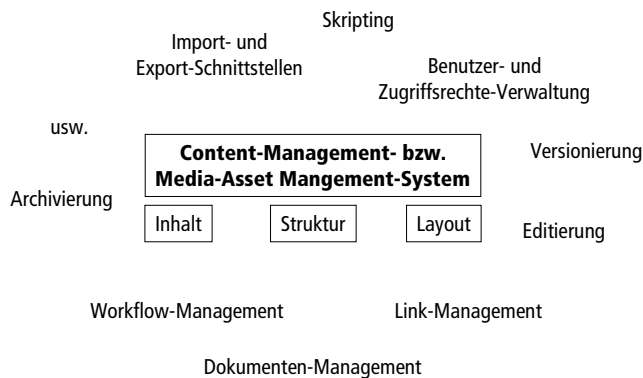 Skripting
Import- und
Export-Schnittstellen
Benutzer- und
Zugriffsrechte-Verwaltung
usw.
Content-Management- bzw.
Media-Asset Mangement-System
Versionierung
Archivierung
Inhalt
Struktur
Layout
Editierung
Workflow-Management
Link-Management
Dokumenten-Management